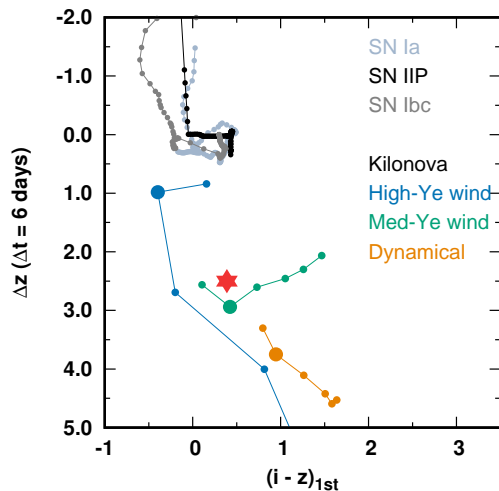 -2.0
-1.0
0.0
1.0
2.0
3.0
4.0
5.0
Δz (Δt = 6 days)
SN Ia
SN IIP
SN Ibc
Kilonova
High-Ye wind
Med-Ye wind
Dynamical
-1 0 1 2 3
(i - z)1st